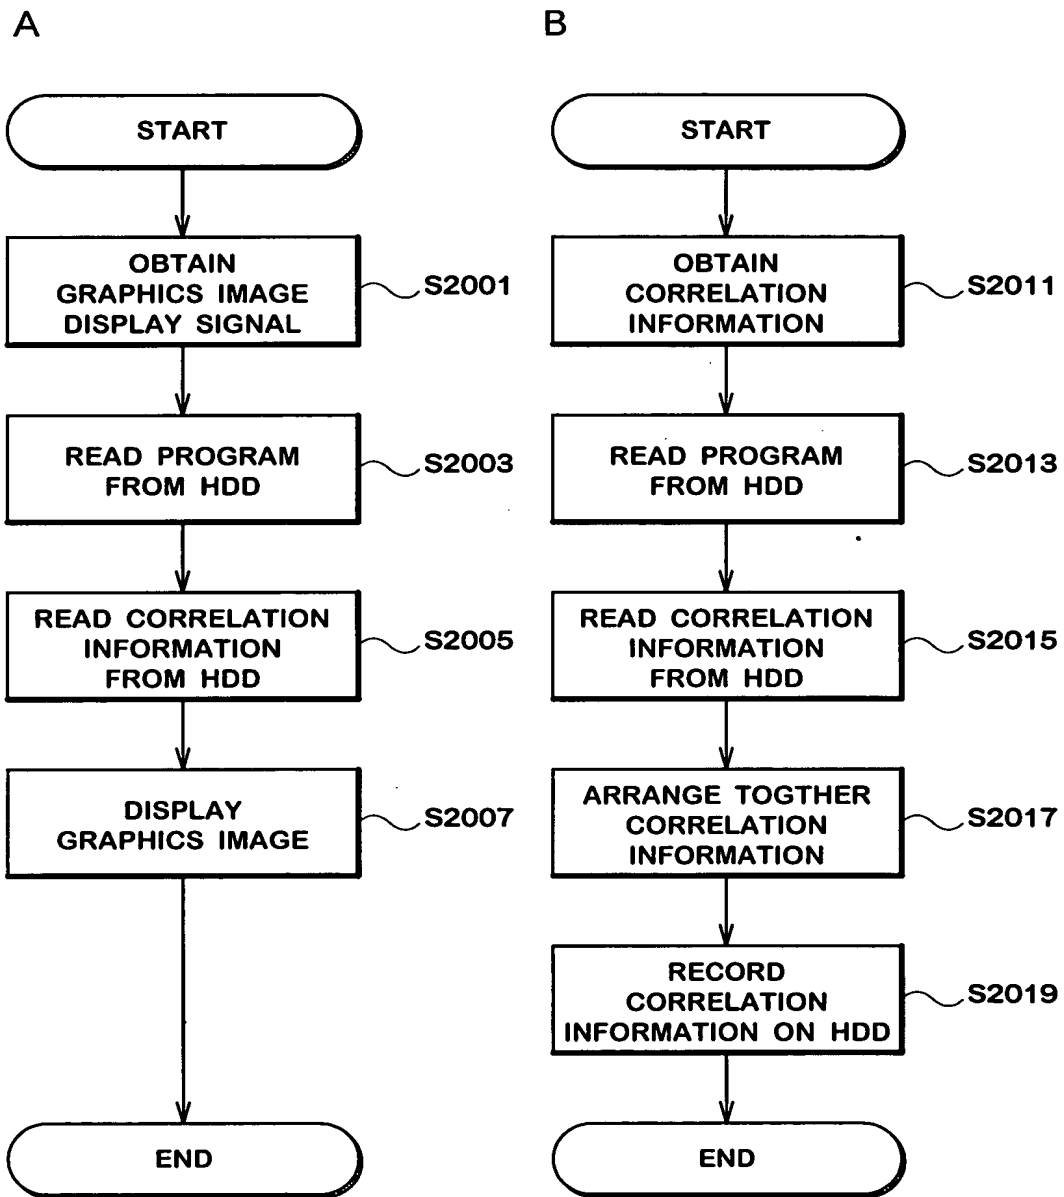 A
START
OBTAIN
GRAPHICS IMAGE
DISPLAY SIGNAL
S2001
READ PROGRAM
FROM HDD
S2003
READ CORRELATION
INFORMATION
FROM HDD
S2005
DISPLAY
GRAPHICS IMAGE
S2007
END
B
START
OBTAIN
CORRELATION
INFORMATION
S2011
READ PROGRAM
FROM HDD
S2013
READ CORRELATION
INFORMATION
FROM HDD
S2015
ARRANGE TOGTHER
CORRELATION
INFORMATION
S2017
RECORD
CORRELATION
INFORMATION ON HDD
S2019
END